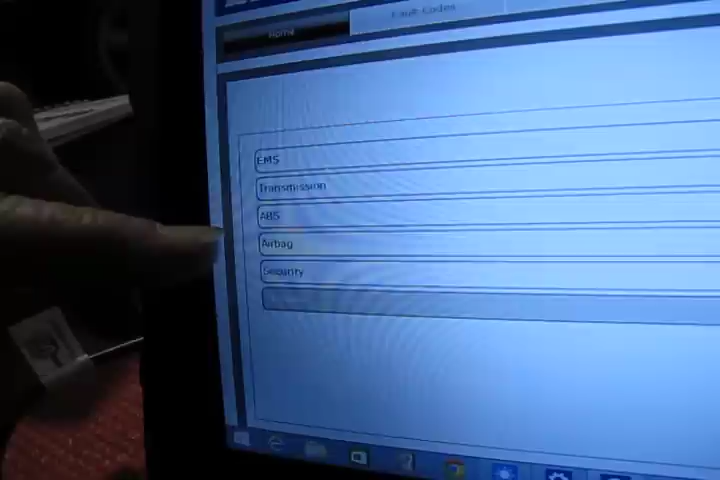 Home
Fault Codes
EMS
Transmission
ABS
Airbag
Security